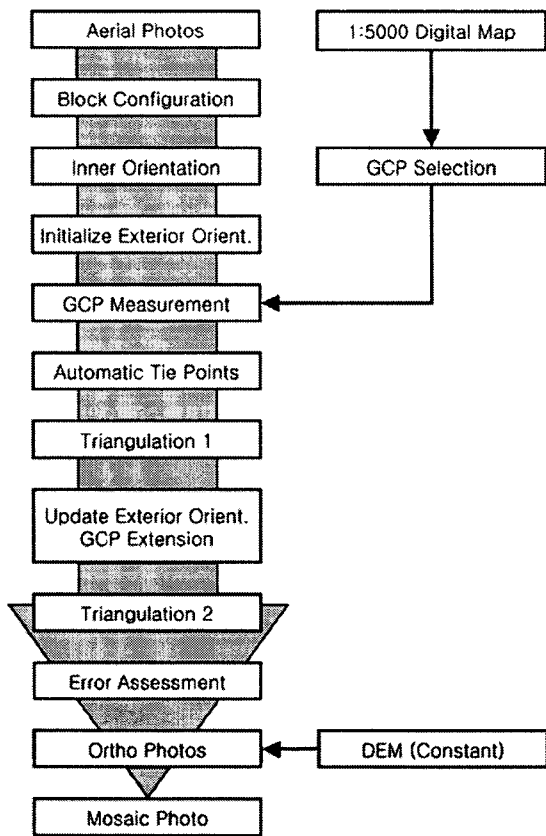 Aerial Photos
1:5000 Digital Map
Block Configuration
Inner Orientation
GCP Selection
Initialize Exterior Orient.
GCP Measurement
Automatic Tie Points
Triangulation 1
Update Exterior Orient.
GCP Extension
Triangulation 2
Error Assessment
Ortho Photos
DEM (Constant)
Mosaic Photo